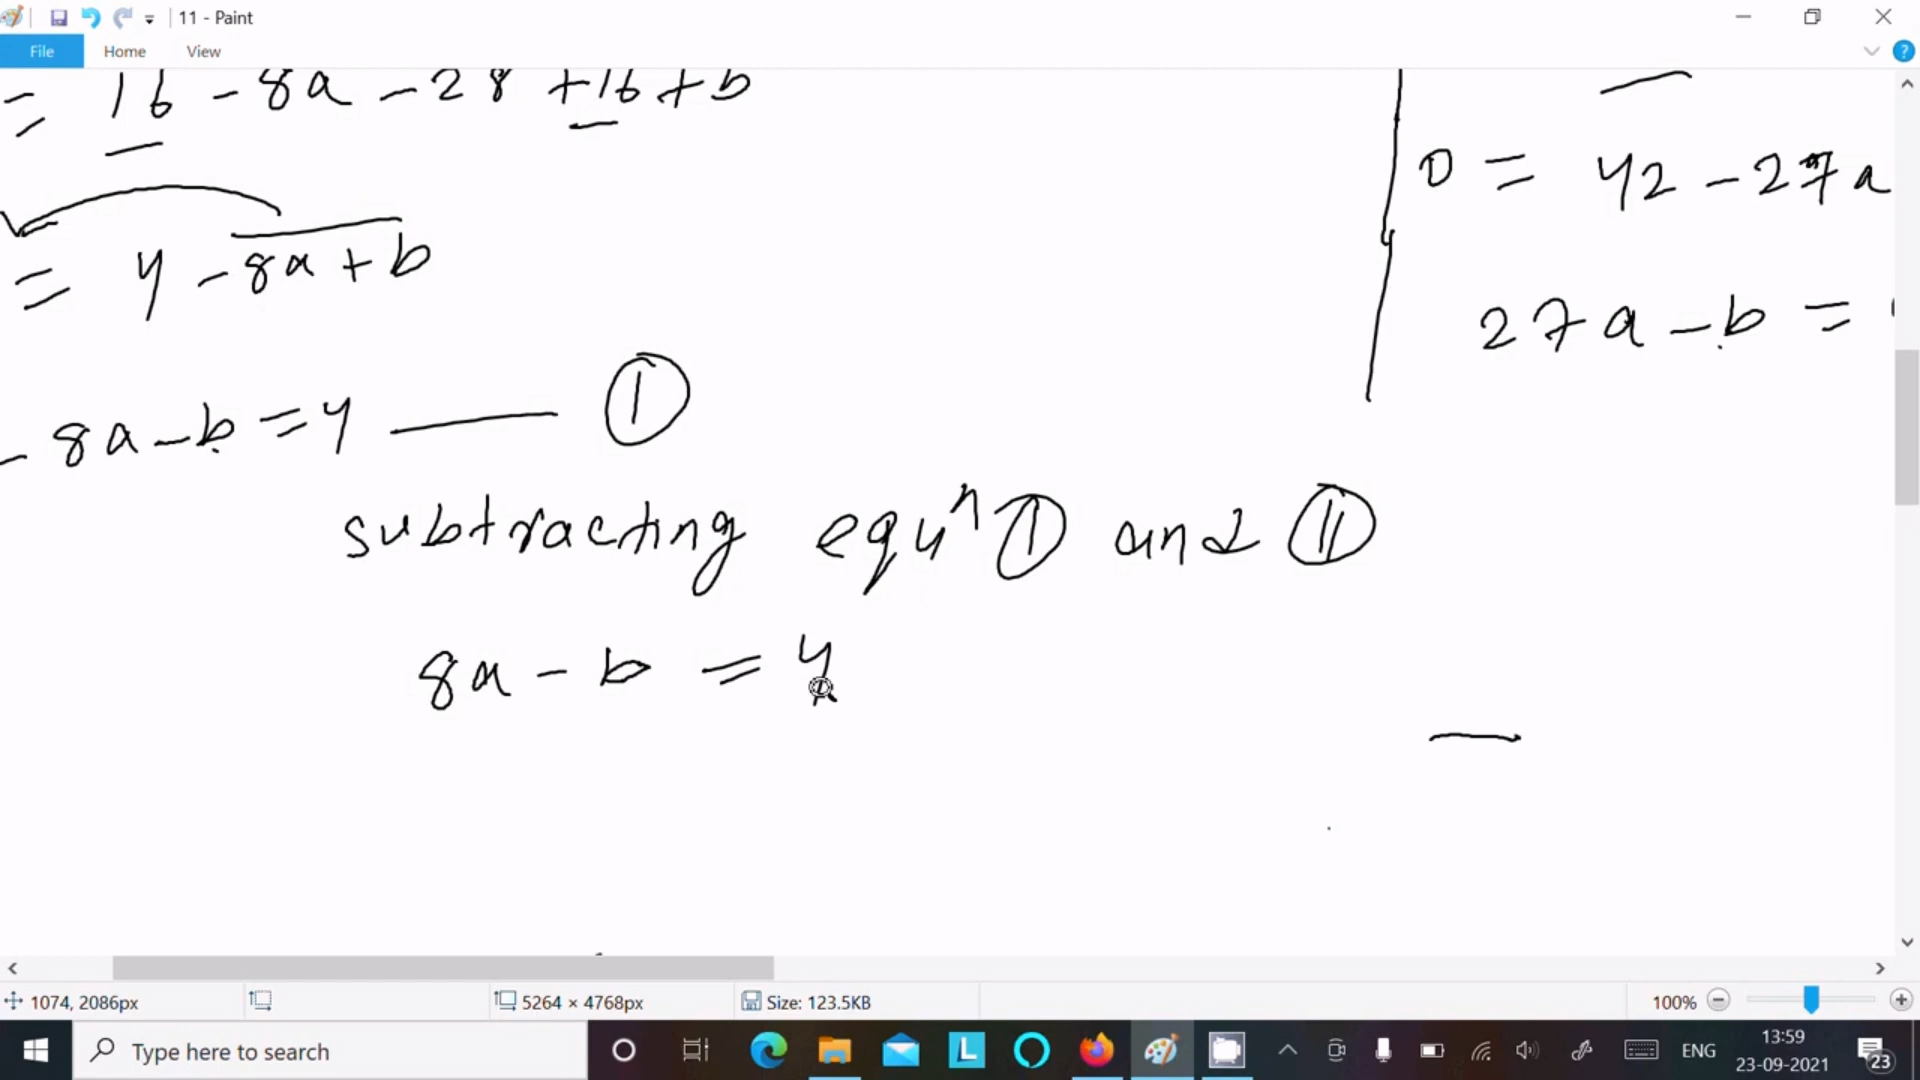 11 - Paint
File Home View
= 16 - 8a - 28 + 16 + b
= 4 - 8a + b
- 8a - b = 4 —— ①
0 = 42 - 27a
27a - b =
subtracting equⁿ ① and ⑪
8a - b = 4
1074, 2086px 5264 × 4768px Size: 123.5KB 100%
Type here to search L ENG 13:59
23-09-2021 23